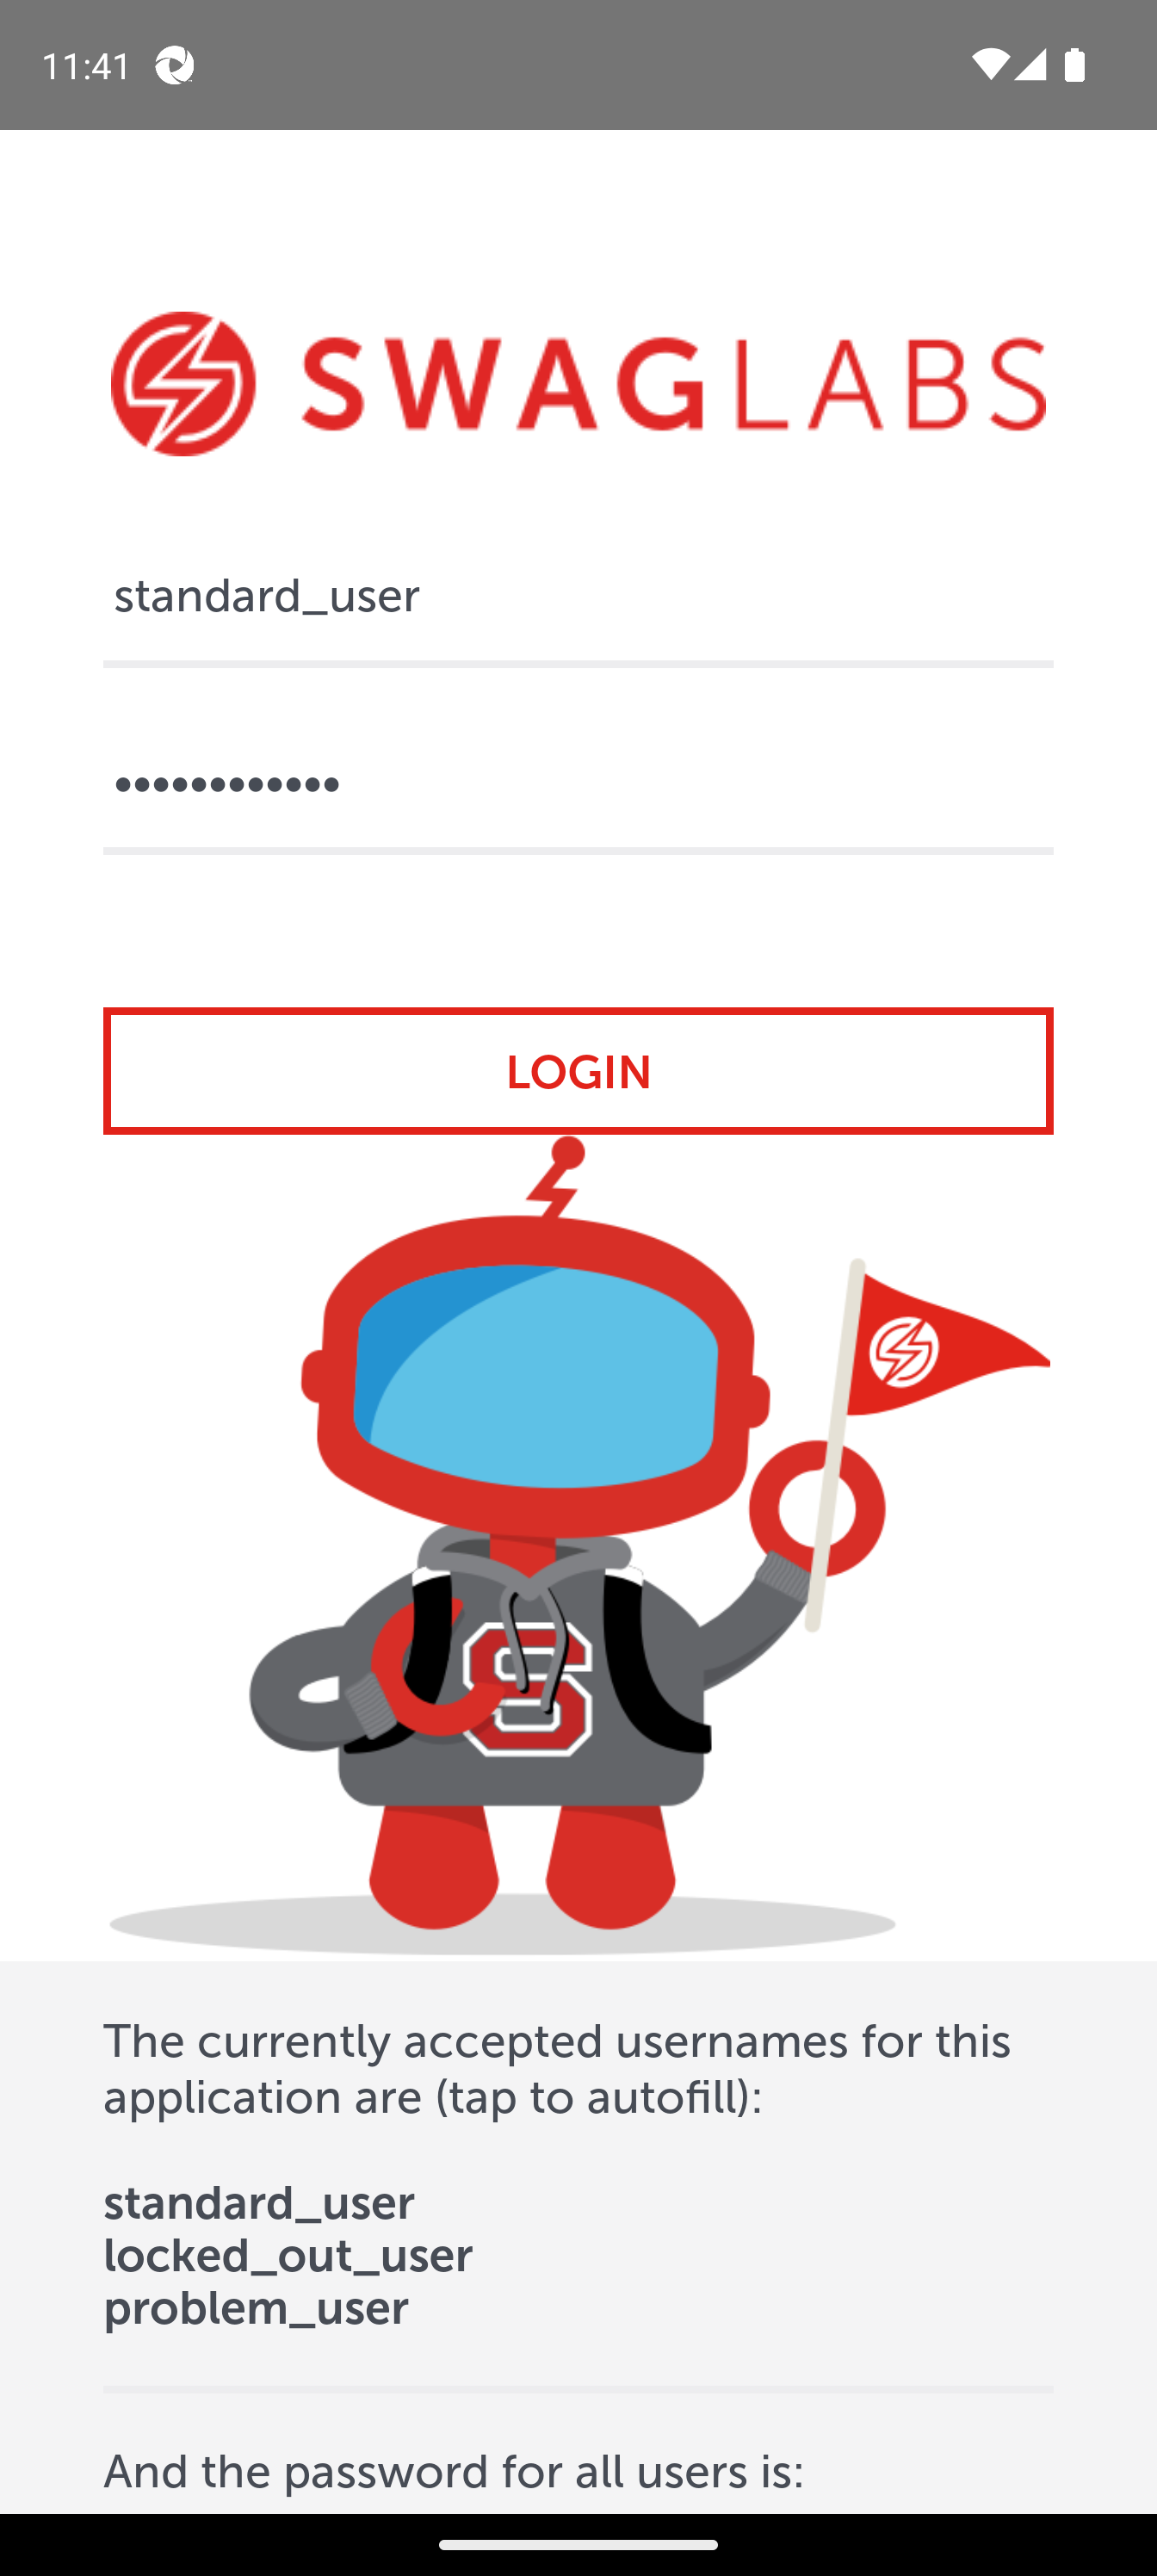 11:41
SWAGLABS
standard_user
••••••••••••
LOGIN
S
The currently accepted usernames for this
application are (tap to autofill):
standard_user
locked_out_user
problem_user
And the password for all users is: